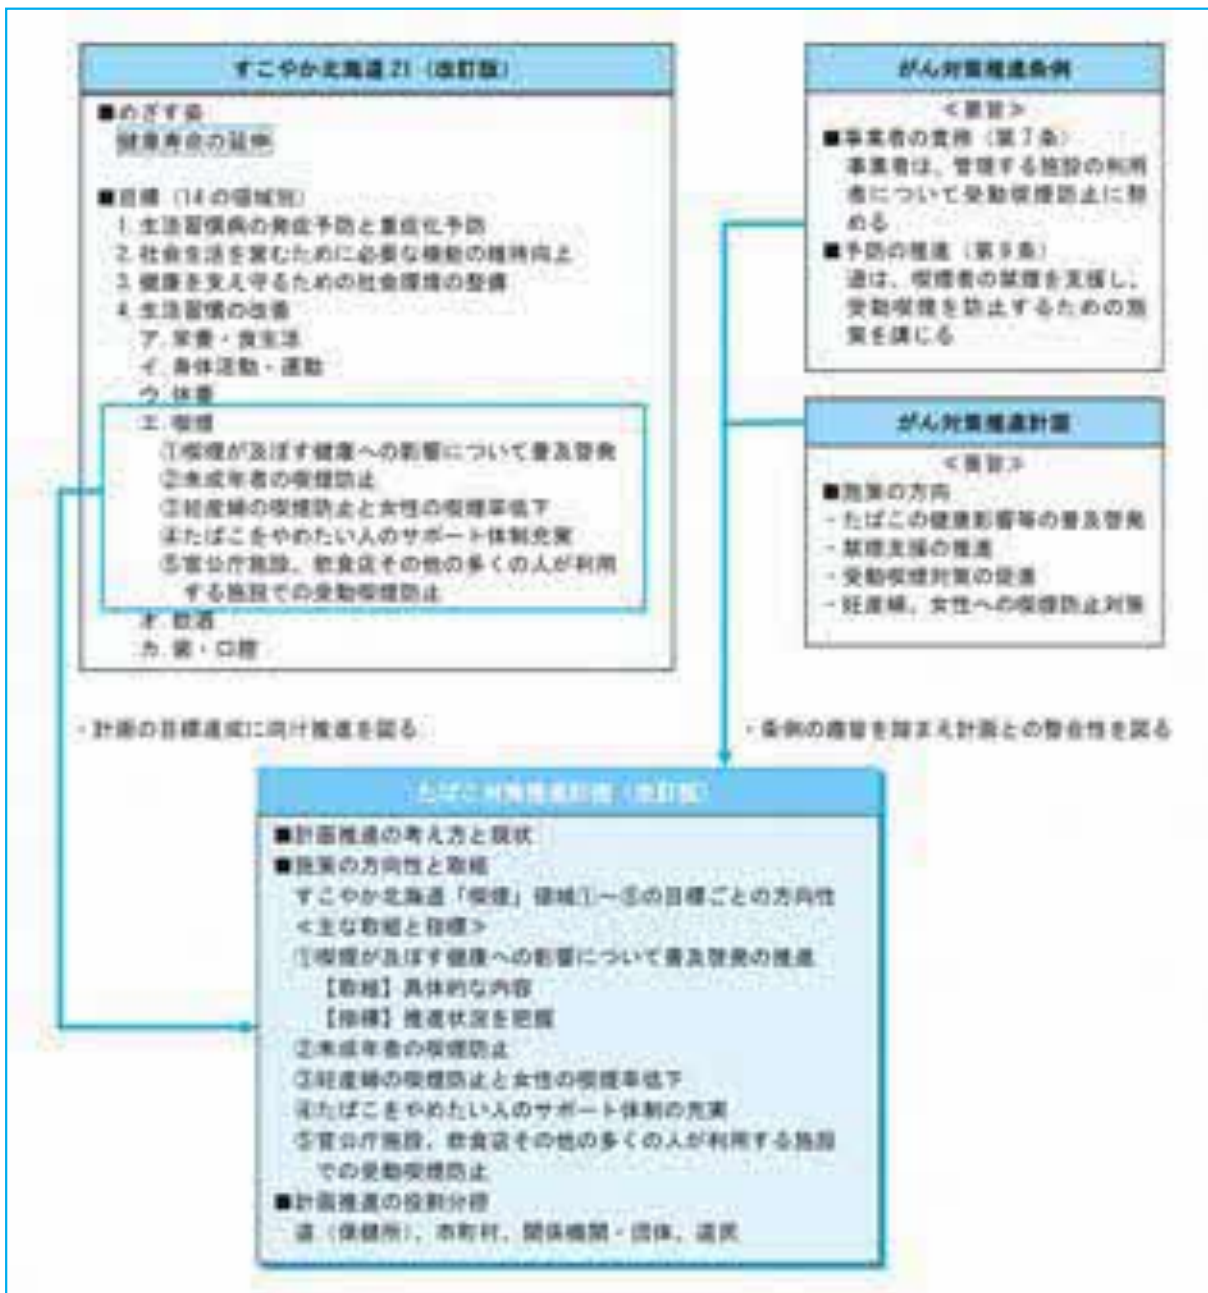 すこやか北海道21（改訂版）
■めざす姿
健康寿命の延伸
■目標（14の領域別）
1. 生活習慣病の発症予防と重症化予防
2. 社会生活を営むために必要な機能の維持向上
3. 健康を支え守るための社会環境の整備
4. 生活習慣の改善
ア. 栄養・食生活
イ. 身体活動・運動
ウ. 休養
エ. 喫煙
①喫煙が及ぼす健康への影響について普及啓発
②未成年者の喫煙防止
③妊産婦の喫煙防止と女性の喫煙率低下
④たばこをやめたい人のサポート体制充実
⑤官公庁施設、飲食店その他の多くの人が利用
する施設での受動喫煙防止
オ. 飲酒
カ. 歯・口腔
・計画の目標達成に向け推進を図る
がん対策推進条例
＜要旨＞
■事業者の責務（第7条）
事業者は、管理する施設の利用
者について受動喫煙防止に努
める
■予防の推進（第9条）
道は、喫煙者の禁煙を支援し、
受動喫煙を防止するための施
策を講じる
がん対策推進計画
＜要旨＞
■施策の方向
・たばこの健康影響等の普及啓発
・禁煙支援の推進
・受動喫煙対策の促進
・妊産婦、女性への喫煙防止対策
・条例の趣旨を踏まえ計画との整合性を図る
たばこ対策推進計画（改訂版）
■計画推進の考え方と現状
■施策の方向性と取組
すこやか北海道「喫煙」領域①～⑤の目標ごとの方向性
＜主な取組と指標＞
①喫煙が及ぼす健康への影響について普及啓発の推進
【取組】具体的な内容
【指標】推進状況を把握
②未成年者の喫煙防止
③妊産婦の喫煙防止と女性の喫煙率低下
④たばこをやめたい人のサポート体制の充実
⑤官公庁施設、飲食店その他の多くの人が利用する施設
での受動喫煙防止
■計画推進の役割分担
道（保健所）、市町村、関係機関・団体、道民